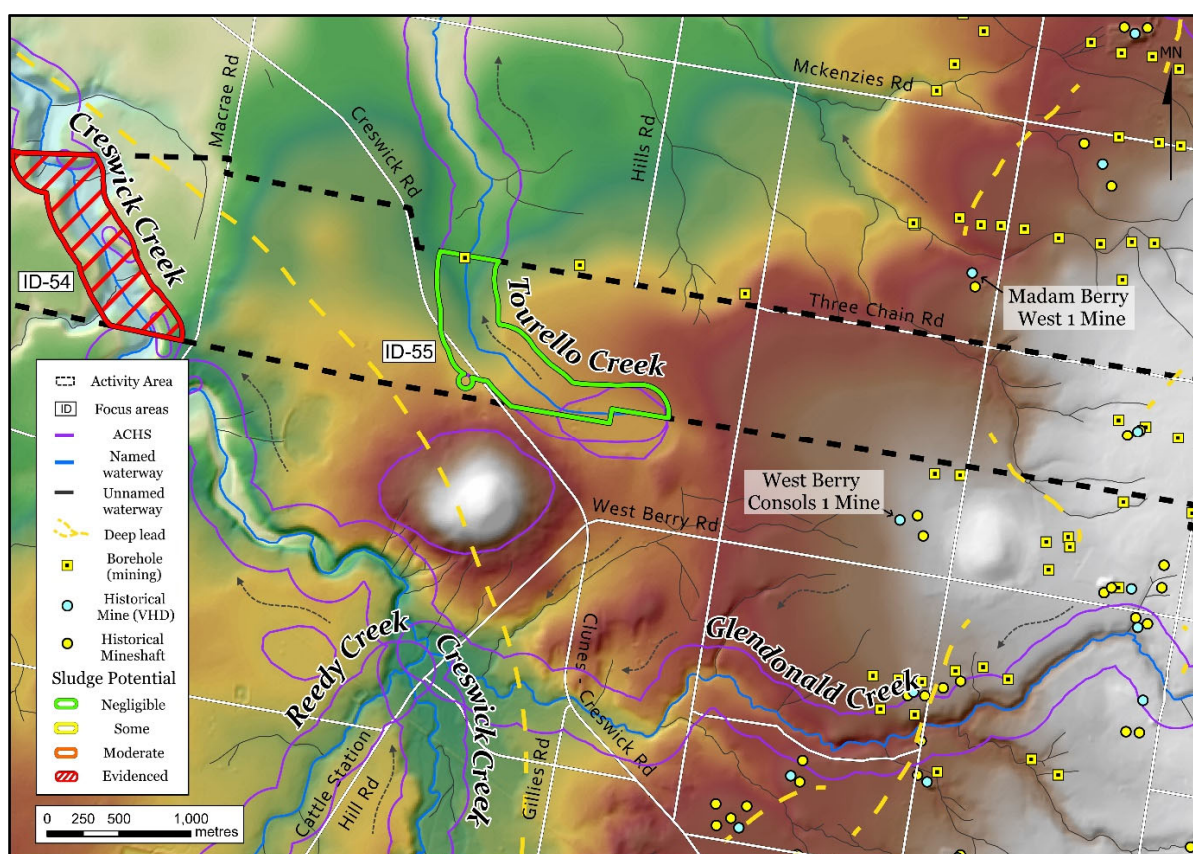 Macrae Rd
Creswick Rd
Hills Rd
Mckenzies Rd
MN
Creswick Creek
ID-54
ID-55
Tourello Creek
Three Chain Rd
Madam Berry
West 1 Mine
West Berry
Consols 1 Mine
West Berry Rd
Reedy Creek
Creswick Creek
Clunes - Creswick Rd
Glendonald Creek
Cattle Station
Hill Rd
Gillies Rd
Activity Area
ID
Focus areas
ACHS
Named
waterway
Unnamed
waterway
Deep lead
Borehole
(mining)
Historical
Mine (VHD)
Historical
Mineshaft
Sludge Potential
Negligible
Some
Moderate
Evidenced
0 250 500 1,000
metres